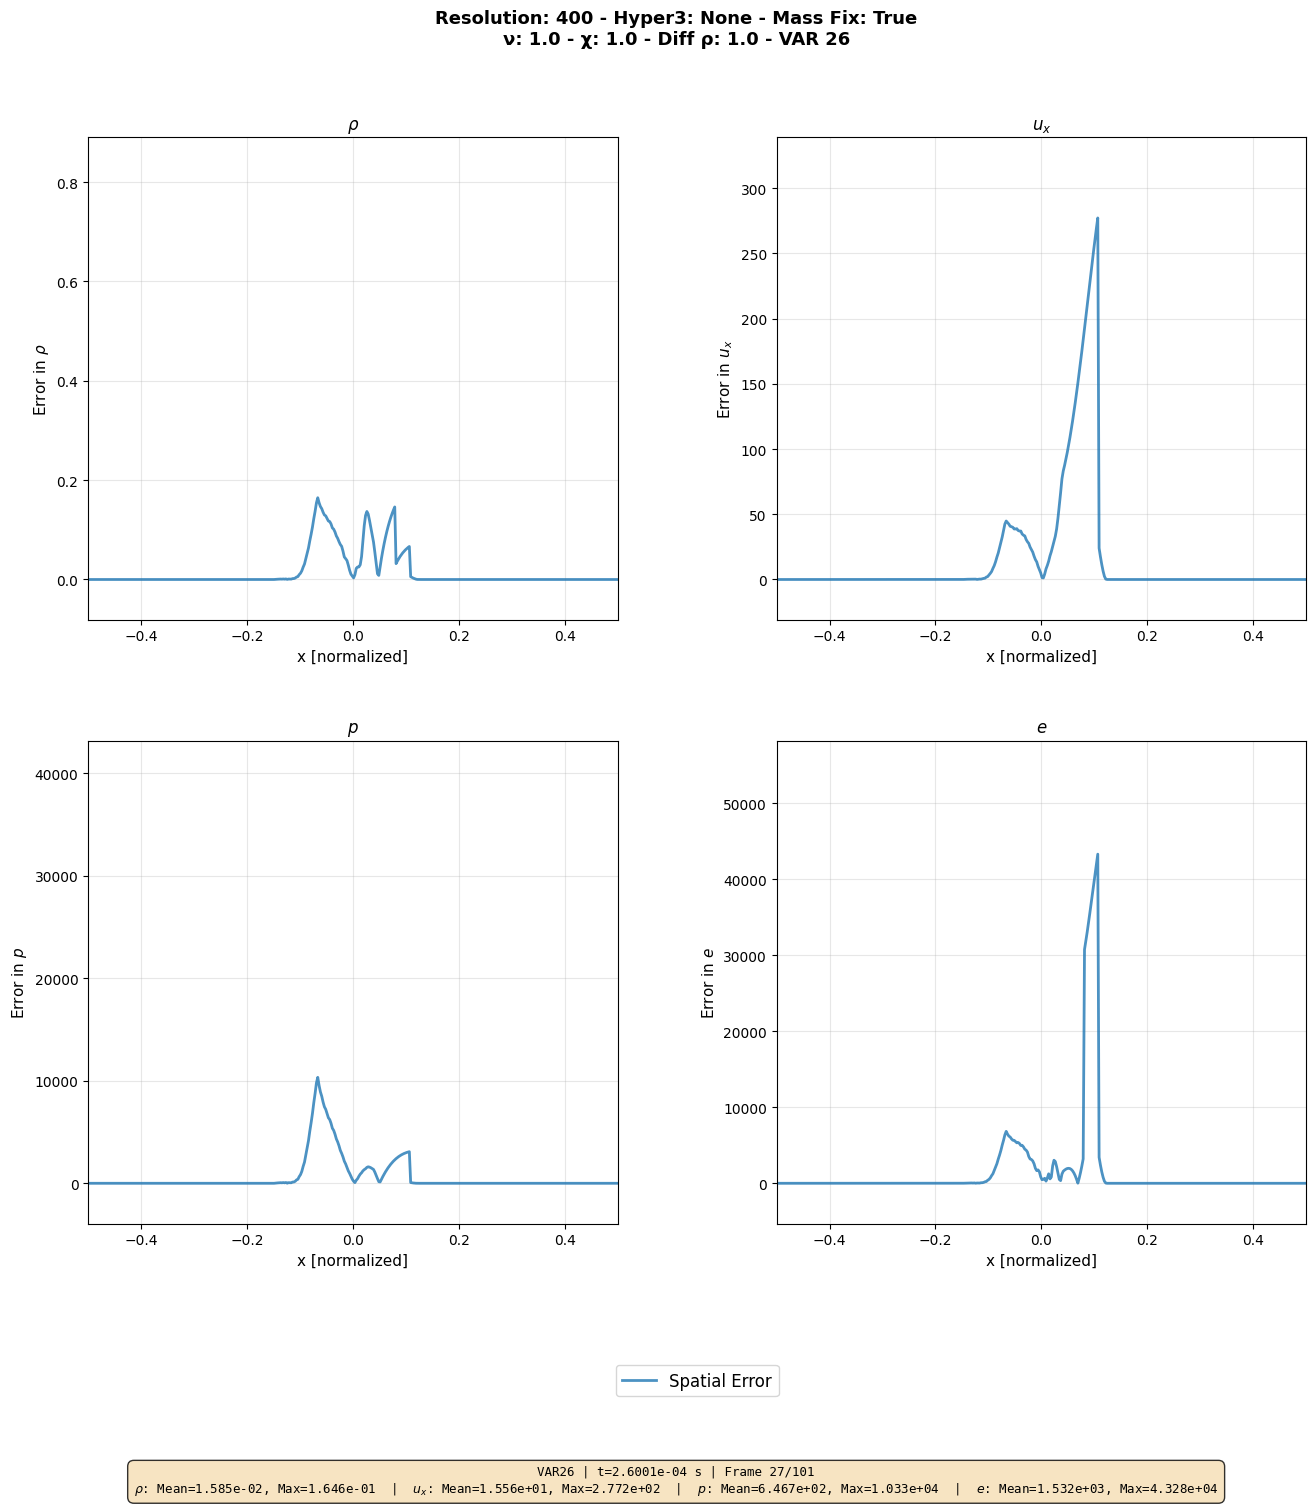 Resolution: 400 - Hyper3: None - Mass Fix: True
ν: 1.0 - χ: 1.0 - Diff ρ: 1.0 - VAR 26
ρ
Error in ρ
0.8
0.6
0.4
0.2
0.0
−0.4 −0.2 0.0 0.2 0.4
x [normalized]
u_x
Error in u_x
300
250
200
150
100
50
0
−0.4 −0.2 0.0 0.2 0.4
x [normalized]
p
Error in p
40000
30000
20000
10000
0
−0.4 −0.2 0.0 0.2 0.4
x [normalized]
e
Error in e
50000
40000
30000
20000
10000
0
−0.4 −0.2 0.0 0.2 0.4
x [normalized]
Spatial Error
VAR26 | t=2.6001e-04 s | Frame 27/101
ρ: Mean=1.585e-02, Max=1.646e-01 | u_x: Mean=1.556e+01, Max=2.772e+02 | p: Mean=6.467e+02, Max=1.033e+04 | e: Mean=1.532e+03, Max=4.328e+04